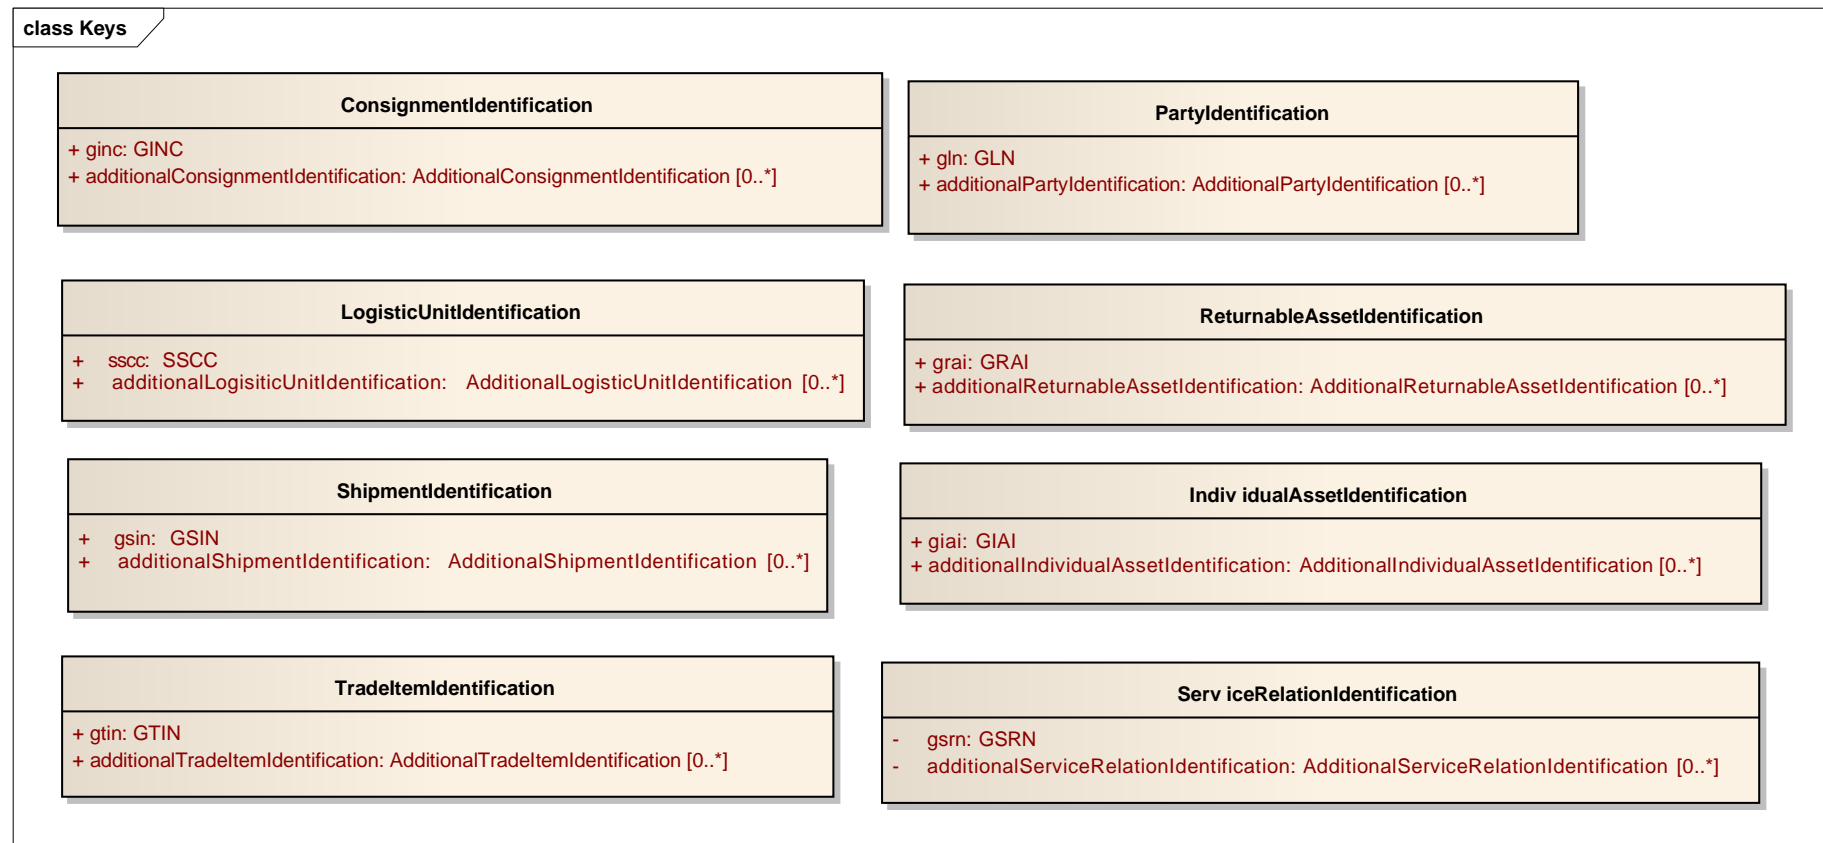 class Keys
ConsignmentIdentification
+ ginc: GINC
+ additionalConsignmentIdentification: AdditionalConsignmentIdentification [0..*]
PartyIdentification
+ gln: GLN
+ additionalPartyIdentification: AdditionalPartyIdentification [0..*]
LogisticUnitIdentification
+ sscc: SSCC
+ additionalLogisiticUnitIdentification: AdditionalLogisticUnitIdentification [0..*]
ReturnableAssetIdentification
+ grai: GRAI
+ additionalReturnableAssetIdentification: AdditionalReturnableAssetIdentification [0..*]
ShipmentIdentification
+ gsin: GSIN
+ additionalShipmentIdentification: AdditionalShipmentIdentification [0..*]
Indiv idualAssetIdentification
+ giai: GIAI
+ additionalIndividualAssetIdentification: AdditionalIndividualAssetIdentification [0..*]
TradeItemIdentification
+ gtin: GTIN
+ additionalTradeItemIdentification: AdditionalTradeItemIdentification [0..*]
Serv iceRelationIdentification
- gsrn: GSRN
- additionalServiceRelationIdentification: AdditionalServiceRelationIdentification [0..*]